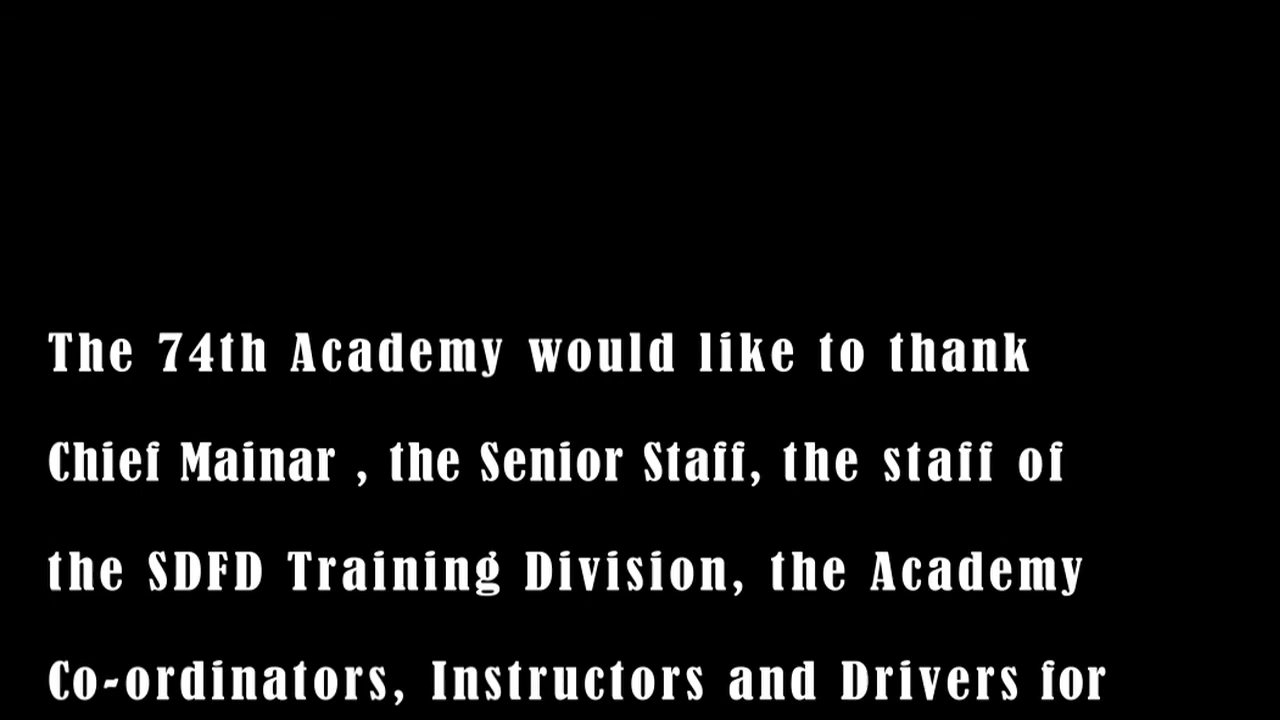 The 74th Academy would like to thank
Chief Mainar , the Senior Staff, the staff of
the SDFD Training Division, the Academy
Co-ordinators, Instructors and Drivers for